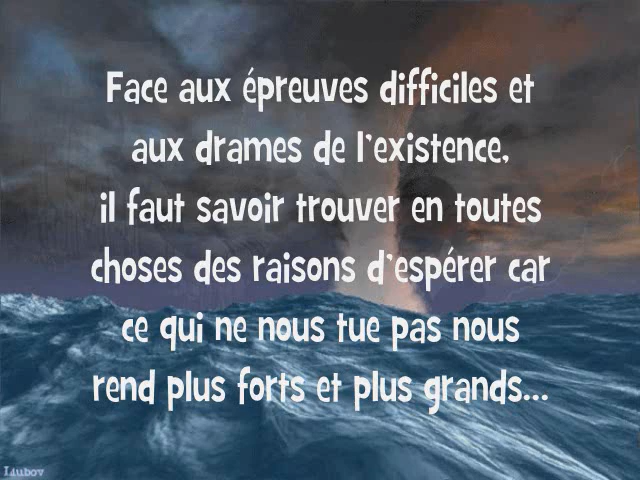 Face aux épreuves difficiles et
aux drames de l'existence,
il faut savoir trouver en toutes
choses des raisons d'espérer car
ce qui ne nous tue pas nous
rend plus forts et plus grands...
Liubov